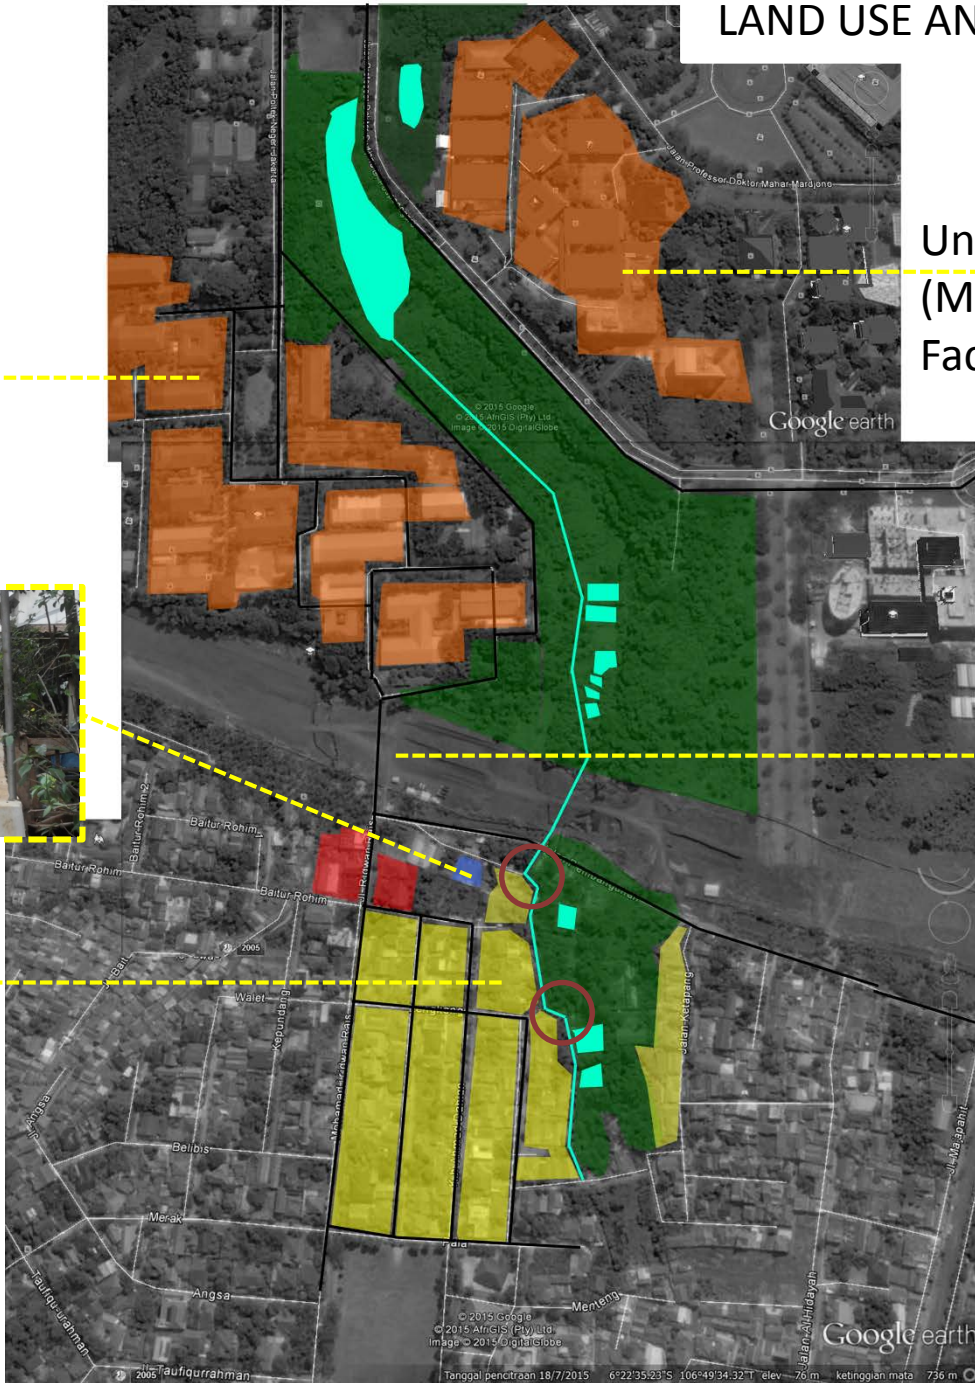 LAND USE AN
Jalan Professor Doktor Mahar Mardjono
Un
(M
Fac
© 2015 Google
© 2015 AfriGIS (Pty) Ltd.
Image © 2015 DigitalGlobe
Google earth
Baitur Rohim 2
Baitur Rohim 1
Baitur Rohim
Baitur Rohim
2005
Walet
Kepundang
Jalan Ketapang
Jl. Angsa
Belibis
Merak
Angsa
Menteng
Jalan Al Hidayah
Jl. Majapahit
Taufiqurrahman
© 2015 Google
© 2015 AfriGIS (Pty) Ltd.
Image © 2015 DigitalGlobe
Google earth
2005
Jl. Taufiqurrahman
Tanggal pencitraan 18/7/2015 6°22'35.23"S 106°49'34.32"T elev 76 m ketinggian mata 736 m